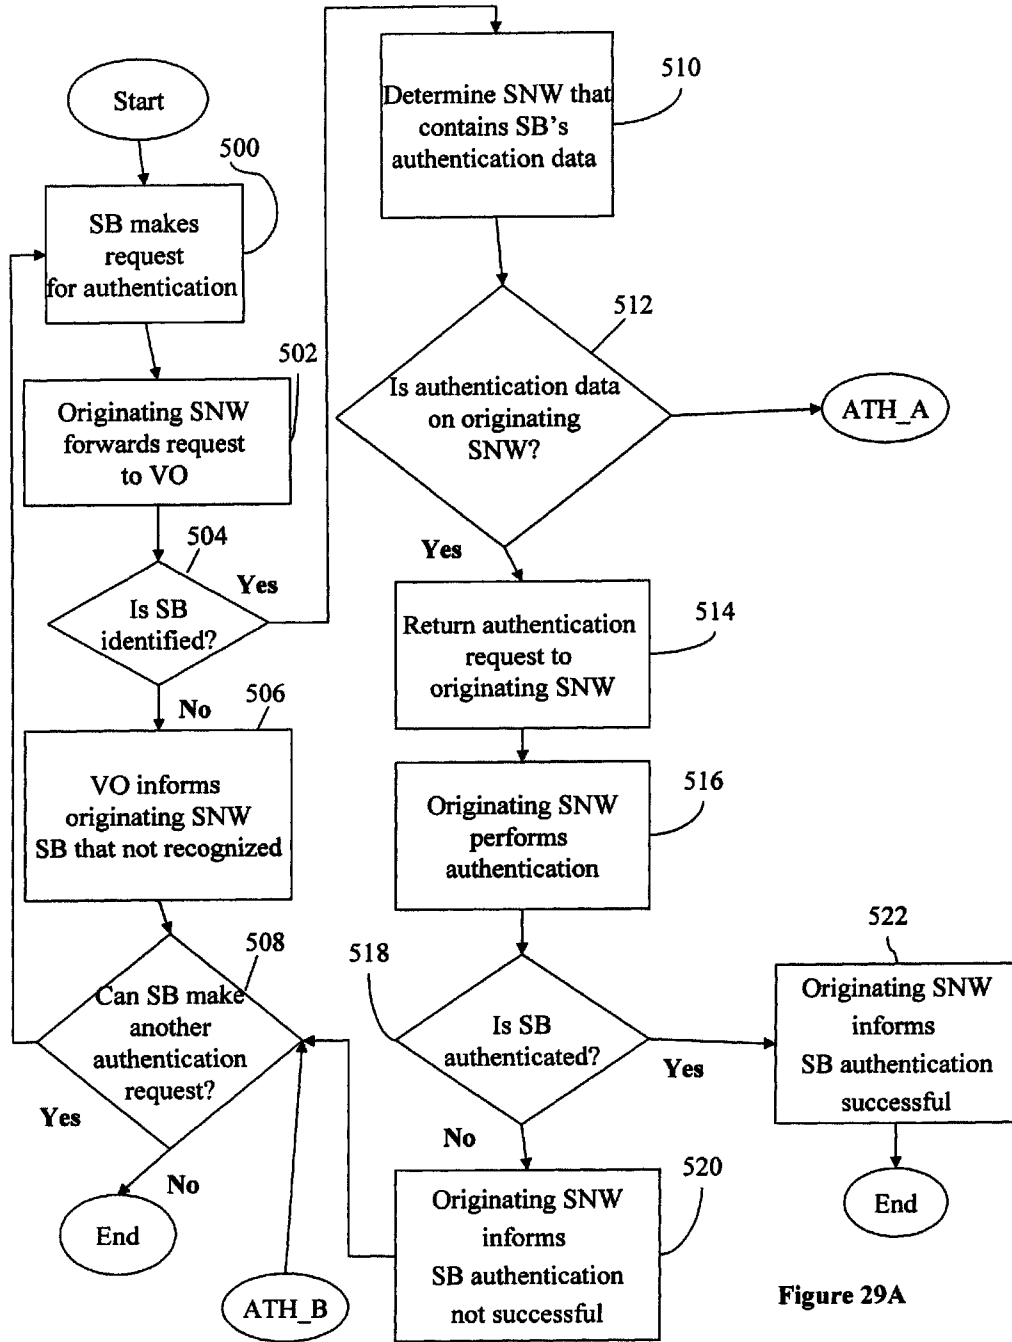 Start
500
SB makes
request
for authentication
502
Originating SNW
forwards request
to VO
504
Yes
Is SB
identified?
No
506
VO informs
originating SNW
SB that not recognized
508
Can SB make
another
authentication
request?
Yes
No
End
ATH_B
510
Determine SNW that
contains SB's
authentication data
512
Is authentication data
on originating
SNW?
ATH_A
Yes
514
Return authentication
request to
originating SNW
516
Originating SNW
performs
authentication
518
Is SB
authenticated?
Yes
No
520
Originating SNW
informs
SB authentication
not successful
522
Originating SNW
informs
SB authentication
successful
End
Figure 29A